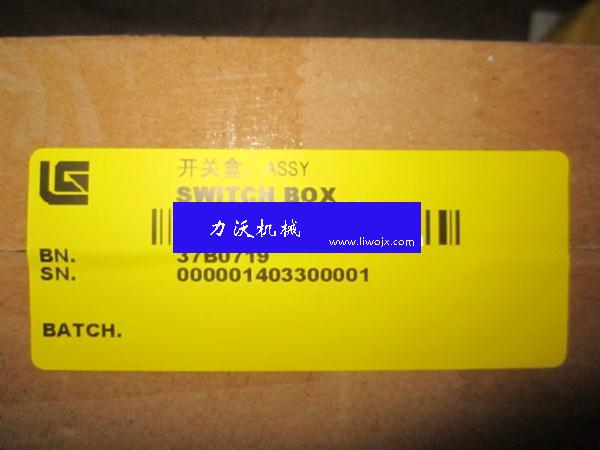 开关盒 ASSY
SWITCH BOX
力沃机械
www.liwojx.com
BN. 37B0719
SN. 000001403300001
BATCH.